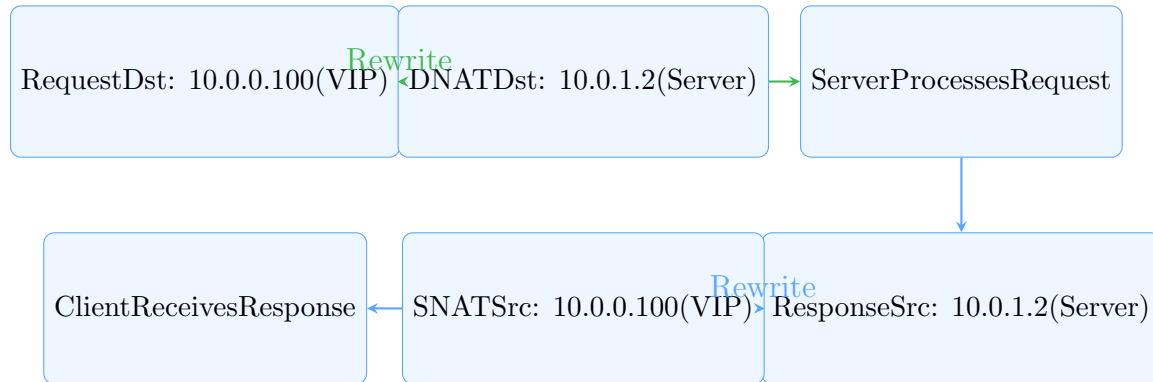 Rewrite
RequestDst: 10.0.0.100(VIP)
DNATDst: 10.0.1.2(Server)
ServerProcessesRequest
Rewrite
ClientReceivesResponse
SNATSrc: 10.0.0.100(VIP)
ResponseSrc: 10.0.1.2(Server)